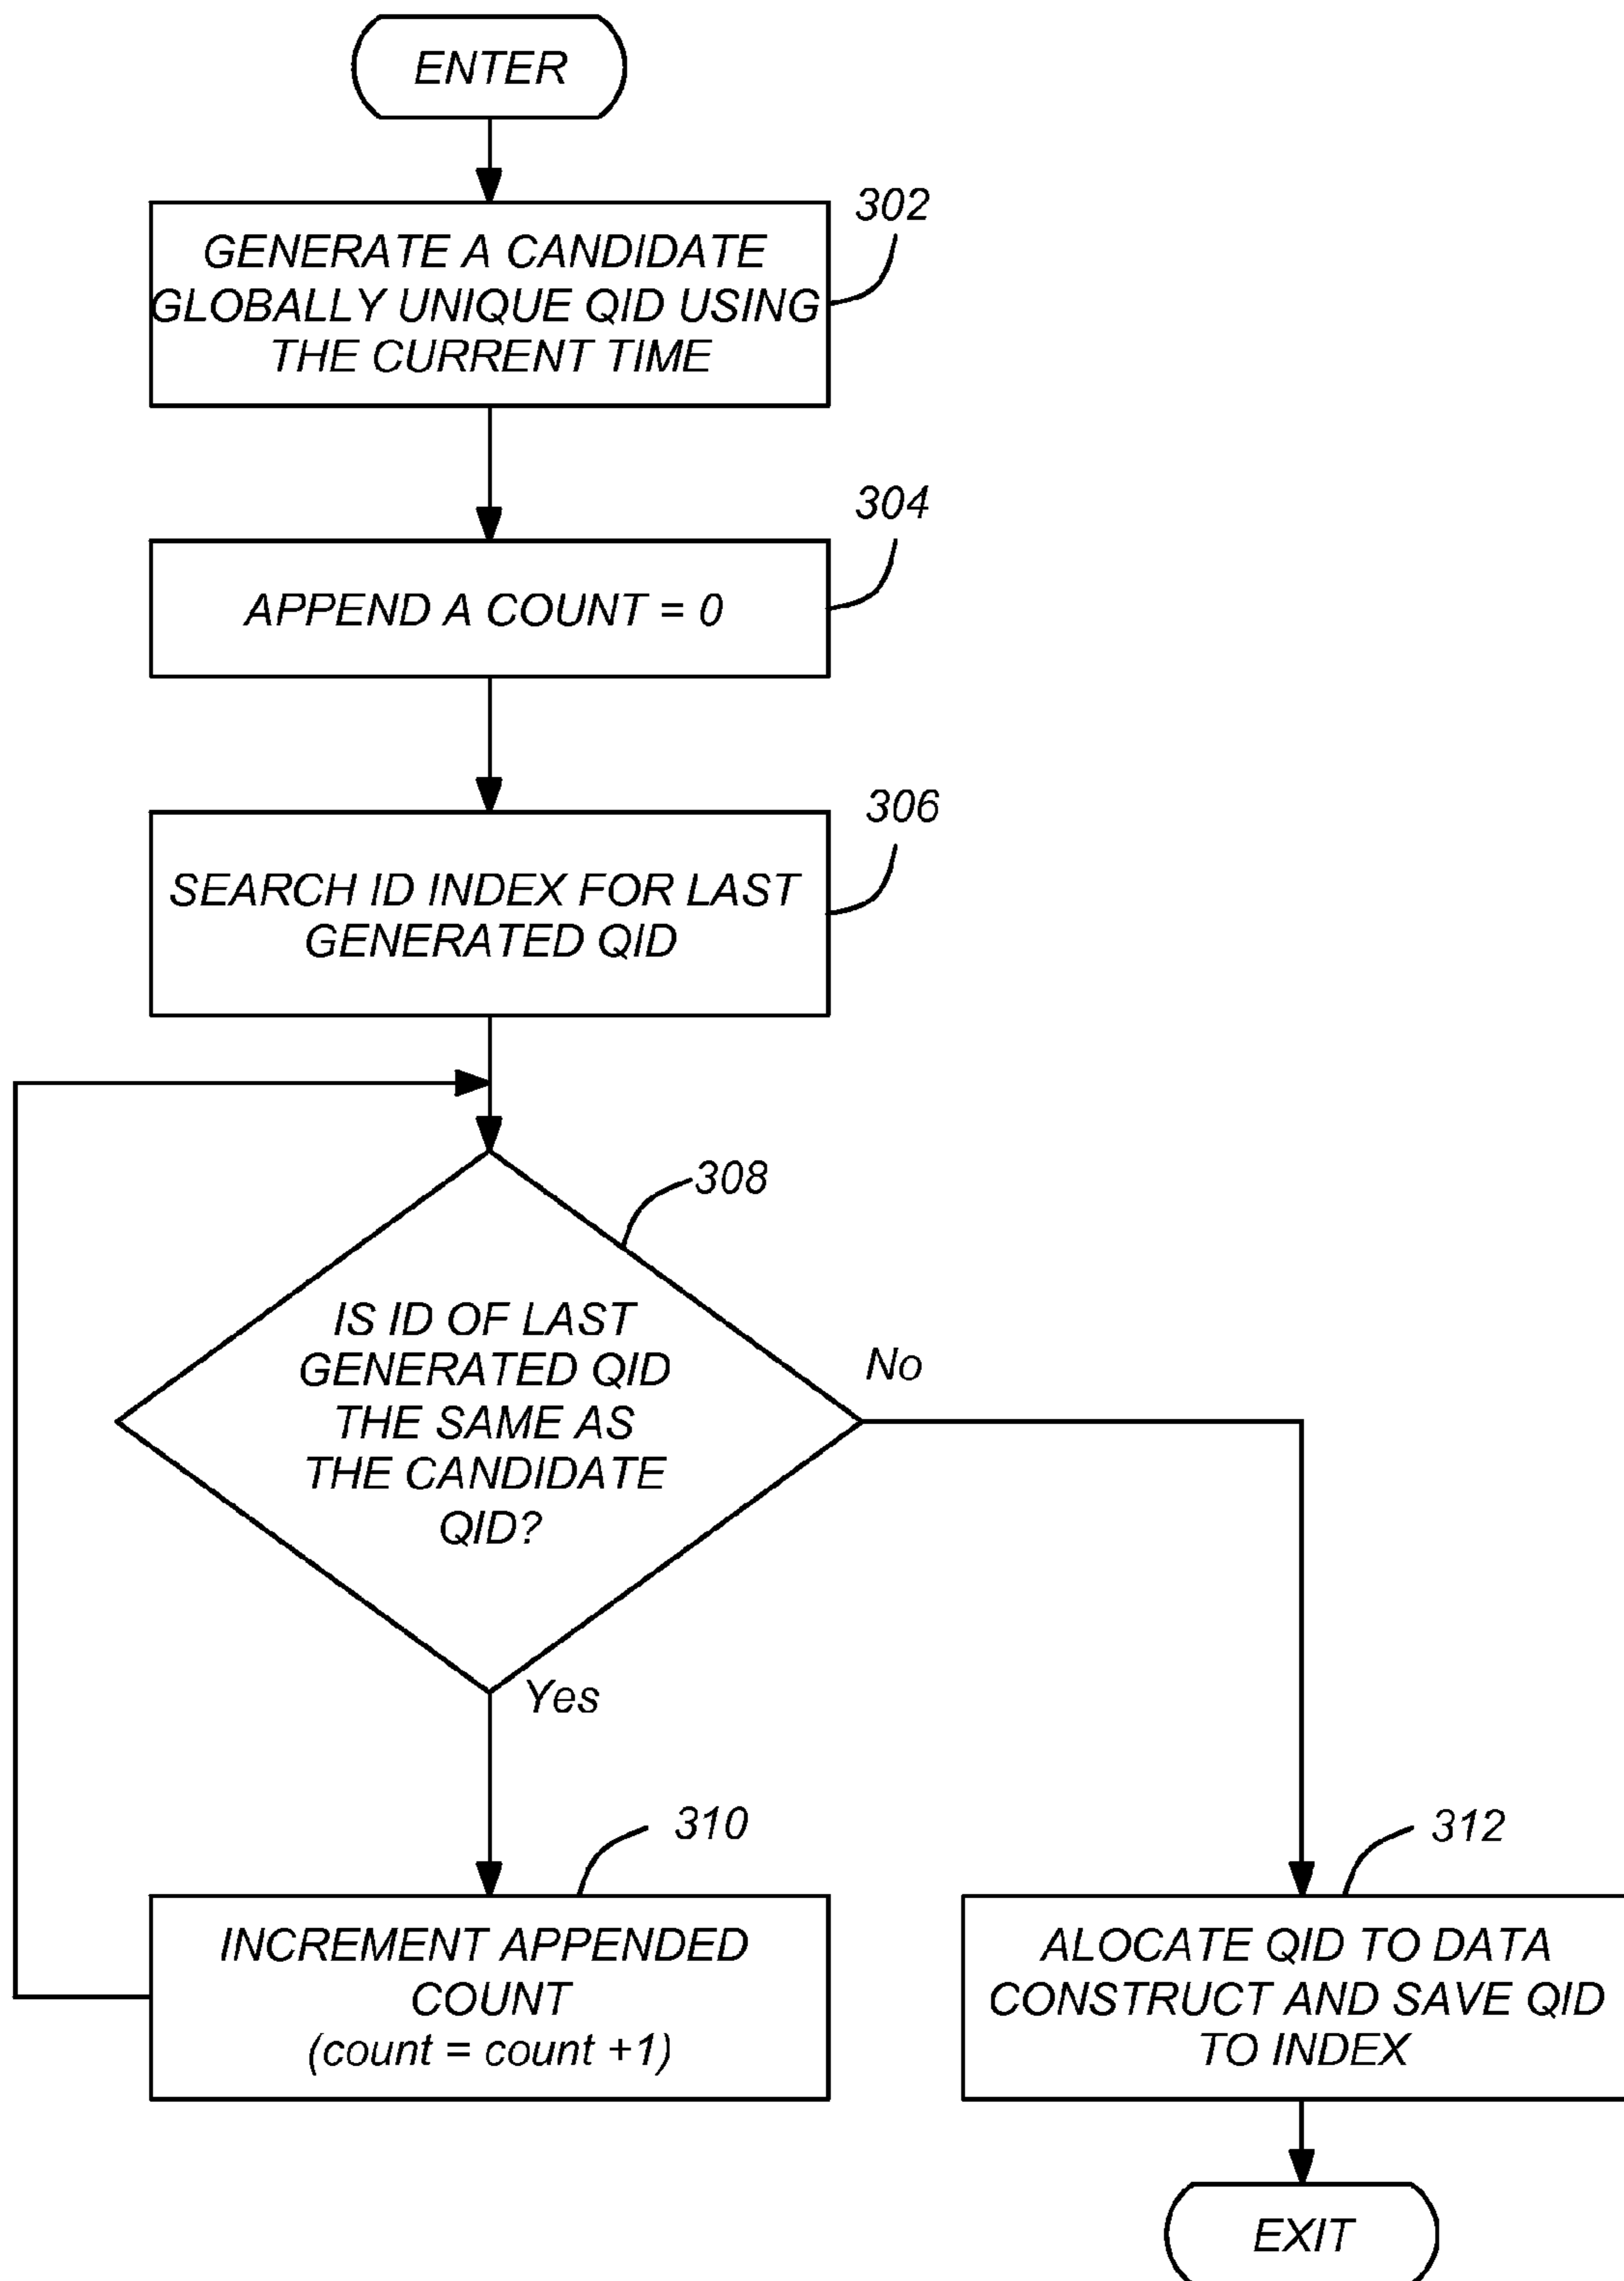 ENTER
302
GENERATE A CANDIDATE
GLOBALLY UNIQUE QID USING
THE CURRENT TIME
304
APPEND A COUNT = 0
306
SEARCH ID INDEX FOR LAST
GENERATED QID
308
IS ID OF LAST
GENERATED QID
THE SAME AS
THE CANDIDATE
QID?
No
Yes
310
INCREMENT APPENDED
COUNT
(count = count +1)
312
ALOCATE QID TO DATA
CONSTRUCT AND SAVE QID
TO INDEX
EXIT